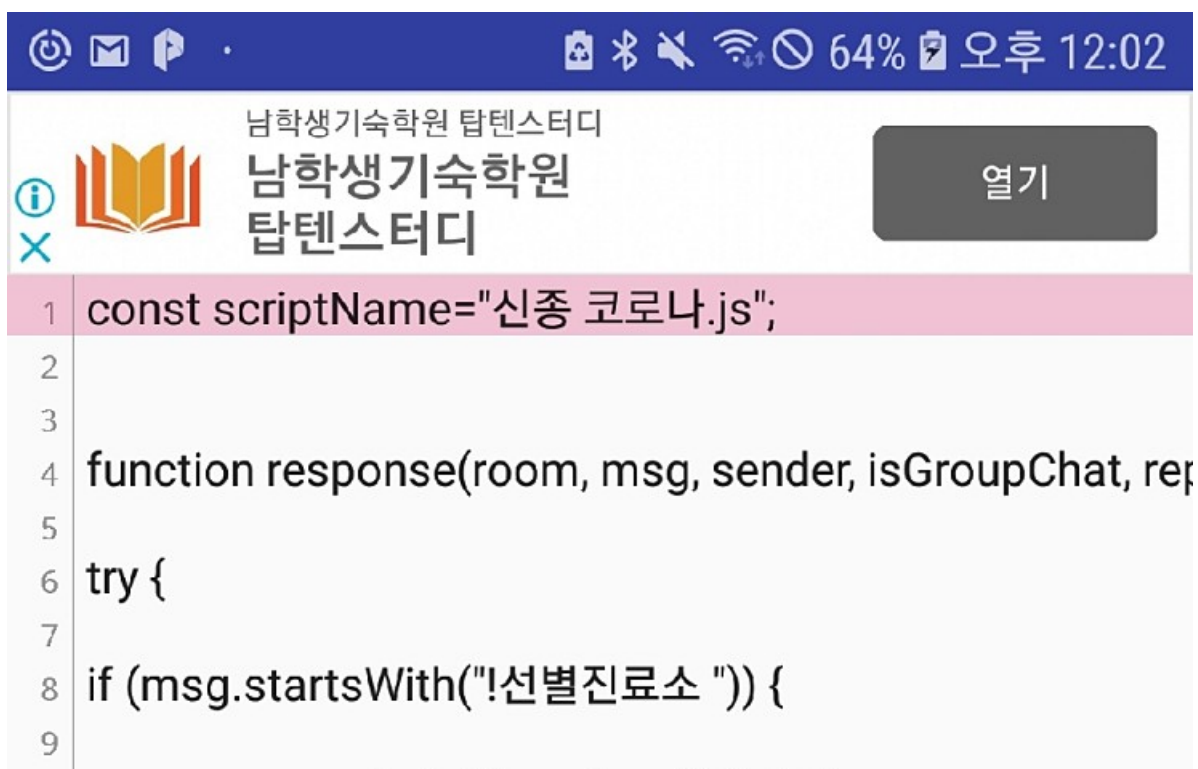 64% 오후 12:02
남학생기숙학원 탑텐스터디
남학생기숙학원
탑텐스터디
열기
1 const scriptName="신종 코로나.js";
2
3
4 function response(room, msg, sender, isGroupChat, rep
5
6 try {
7
8 if (msg.startsWith("!선별진료소 ")) {
9